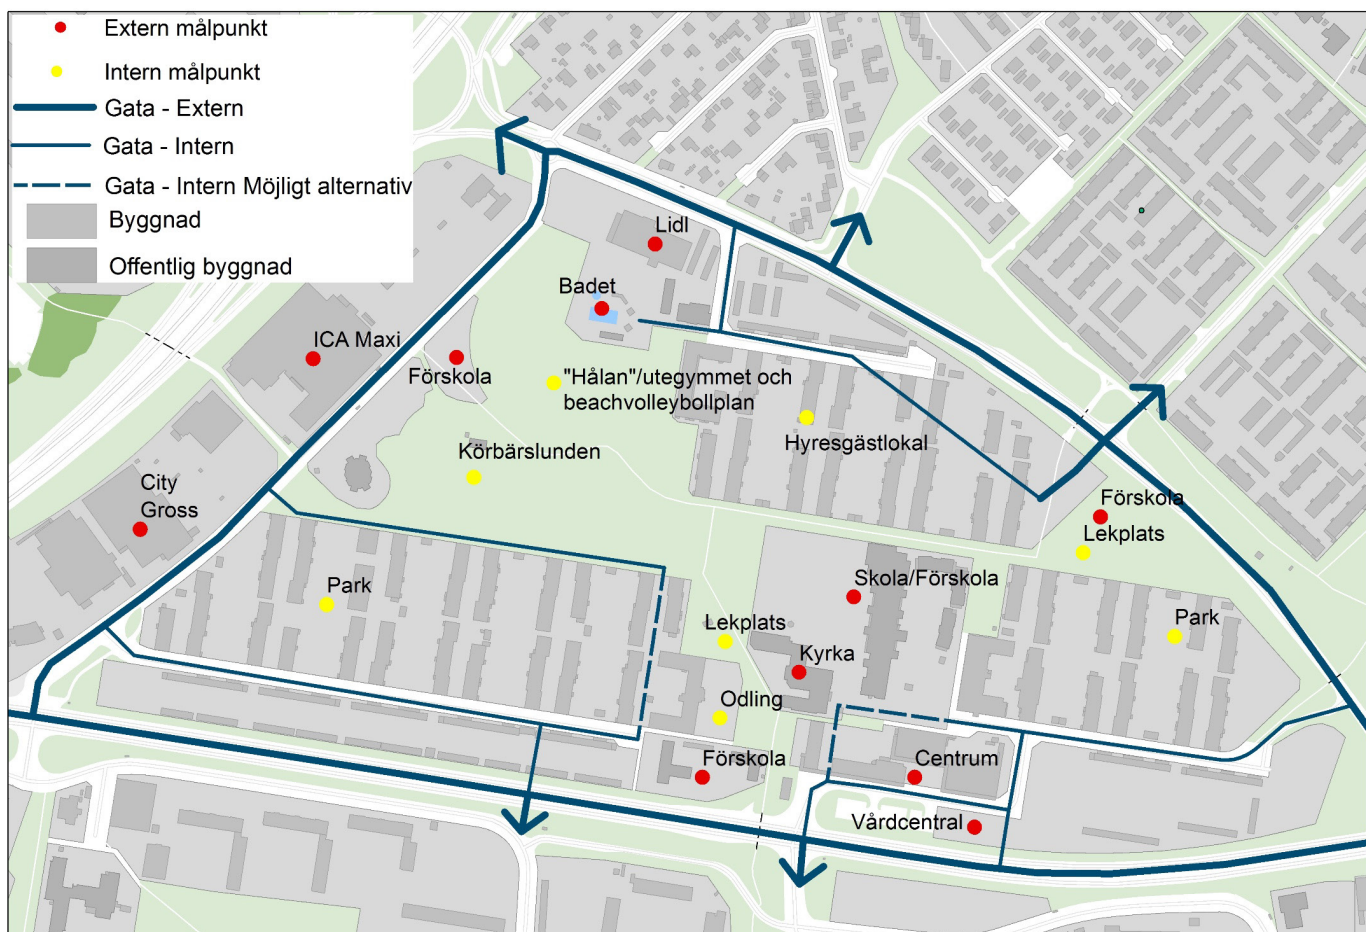 Extern målpunkt
Intern målpunkt
Gata - Extern
Gata - Intern
Gata - Intern Möjligt alternativ
Byggnad
Offentlig byggnad
Lidl
Badet
ICA Maxi
Förskola
"Hålan"/utegymmet och
beachvolleybollplan
Hyresgästlokal
Körbärslunden
City
Gross
Förskola
Lekplats
Park
Skola/Förskola
Lekplats
Park
Kyrka
Odling
Förskola
Centrum
Vårdcentral